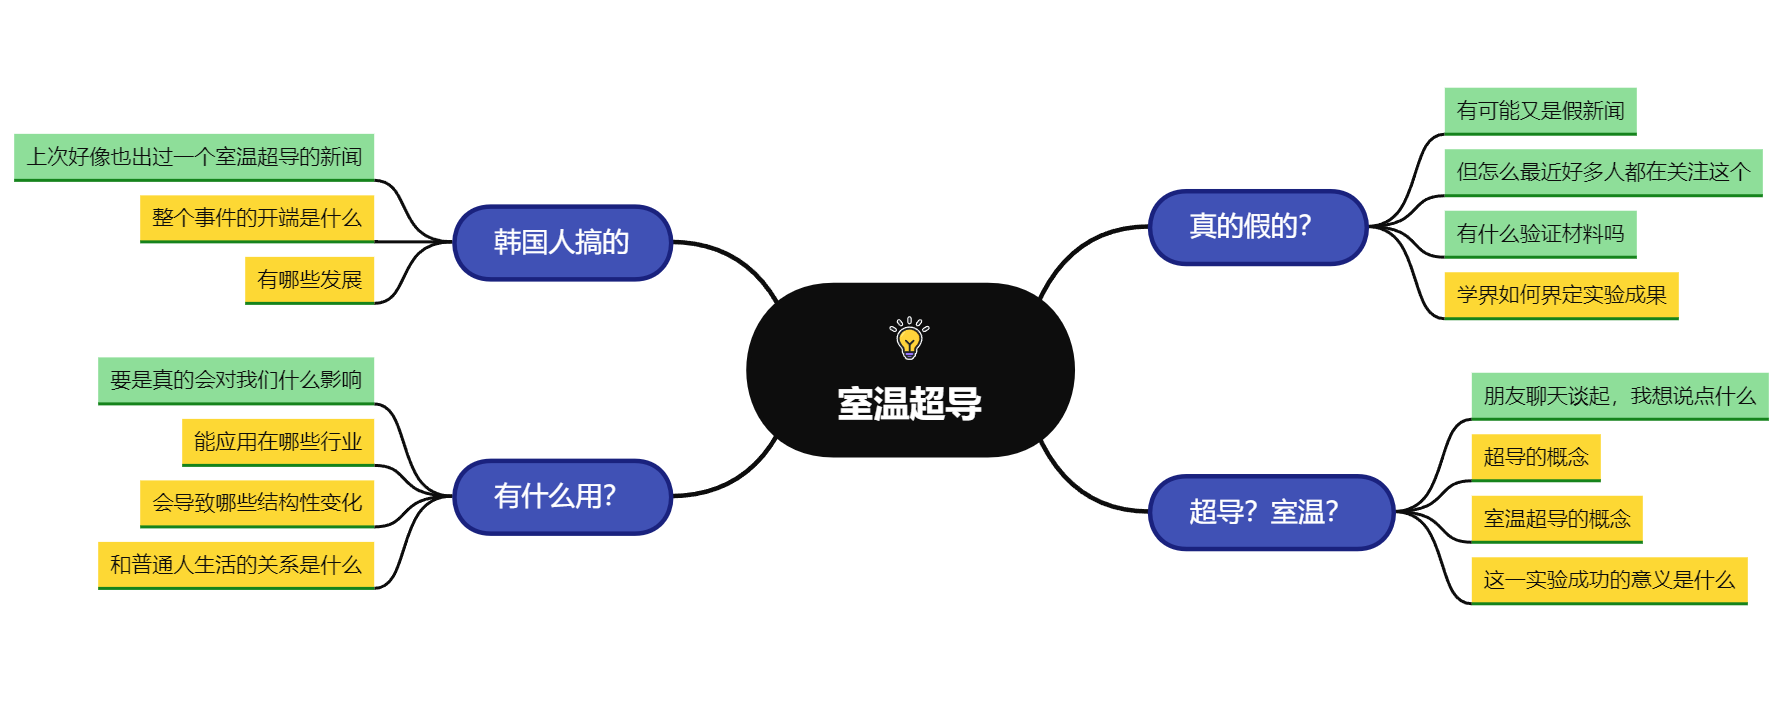 室温超导
韩国人搞的
上次好像也出过一个室温超导的新闻
整个事件的开端是什么
有哪些发展
有什么用？
要是真的会对我们什么影响
能应用在哪些行业
会导致哪些结构性变化
和普通人生活的关系是什么
真的假的？
有可能又是假新闻
但怎么最近好多人都在关注这个
有什么验证材料吗
学界如何界定实验成果
超导？室温？
朋友聊天谈起，我想说点什么
超导的概念
室温超导的概念
这一实验成功的意义是什么